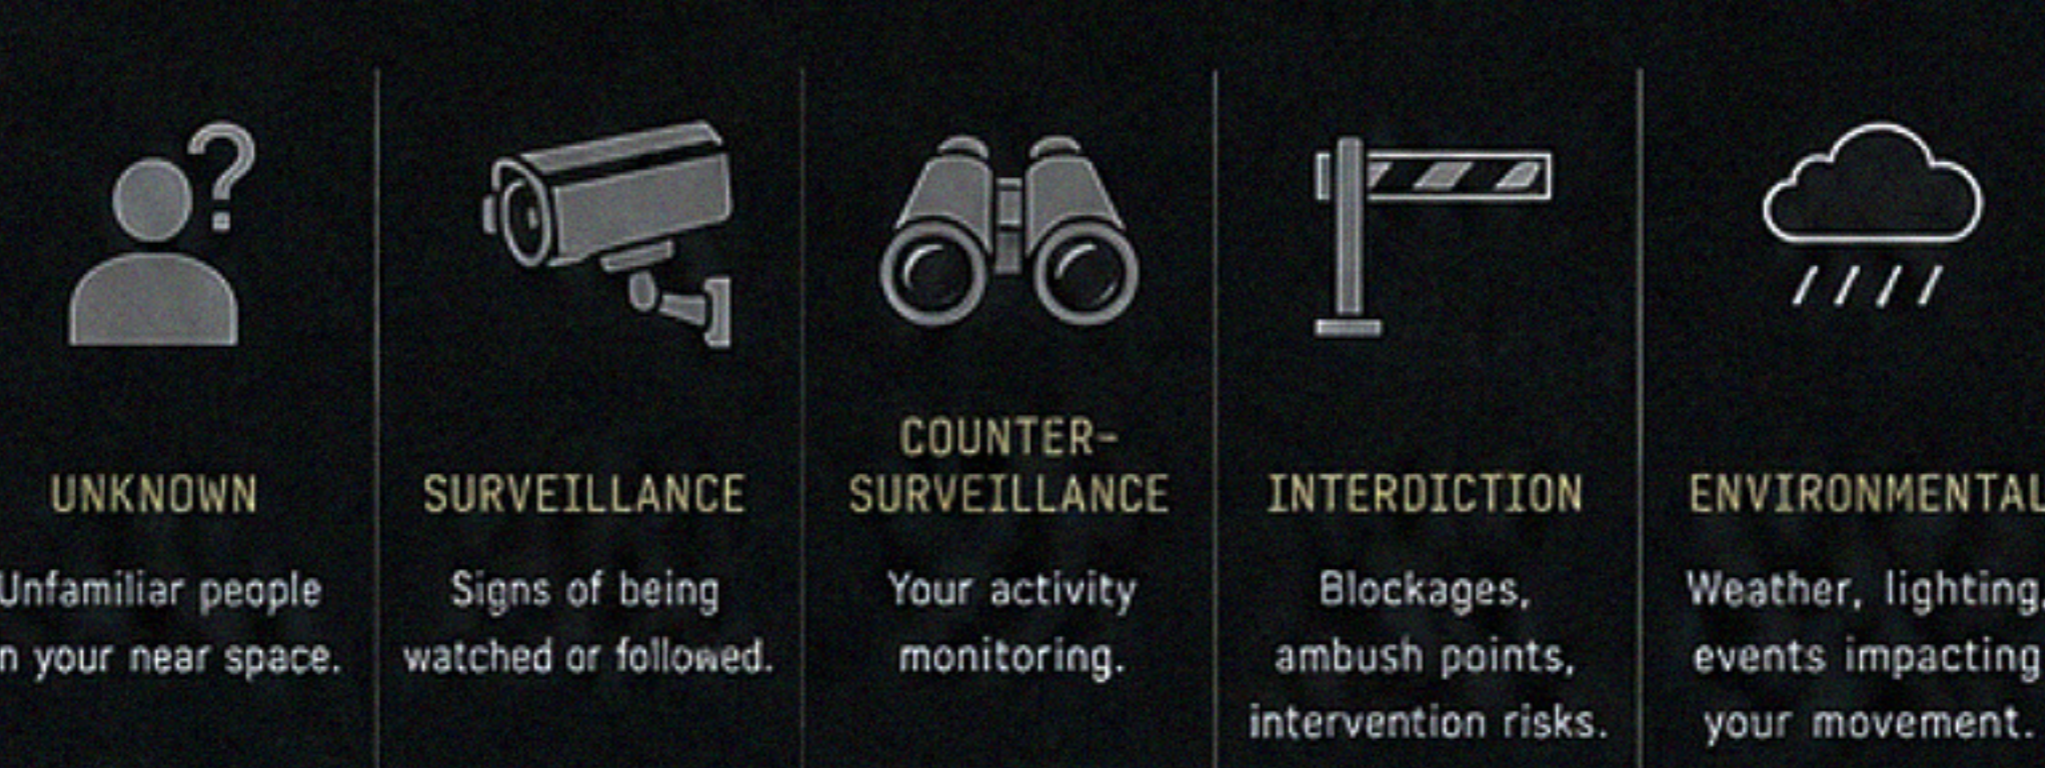 UNKNOWN
Unfamiliar people
n your near space.
SURVEILLANCE
Signs of being
watched or followed.
COUNTER-
SURVEILLANCE
Your activity
monitoring.
INTERDICTION
Blockages,
ambush points,
intervention risks.
ENVIRONMENTAL
Weather, lighting,
events impacting
your movement.